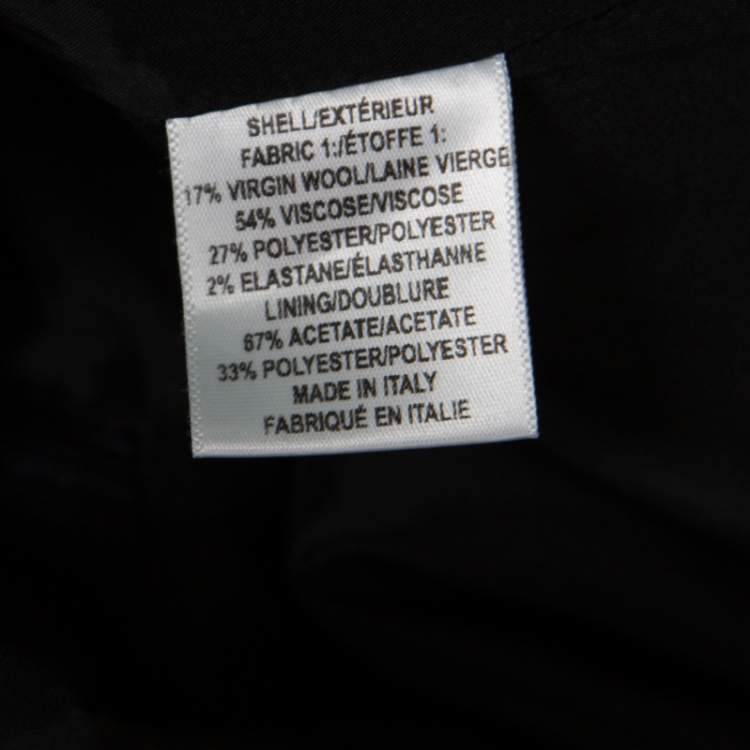 SHELL/EXTÉRIEUR
FABRIC 1:/ÉTOFFE 1:
17% VIRGIN WOOL/LAINE VIERGE
54% VISCOSE/VISCOSE
27% POLYESTER/POLYESTER
2% ELASTANE/ÉLASTHANNE
LINING/DOUBLURE
67% ACETATE/ACETATE
33% POLYESTER/POLYESTER
MADE IN ITALY
FABRIQUÉ EN ITALIE